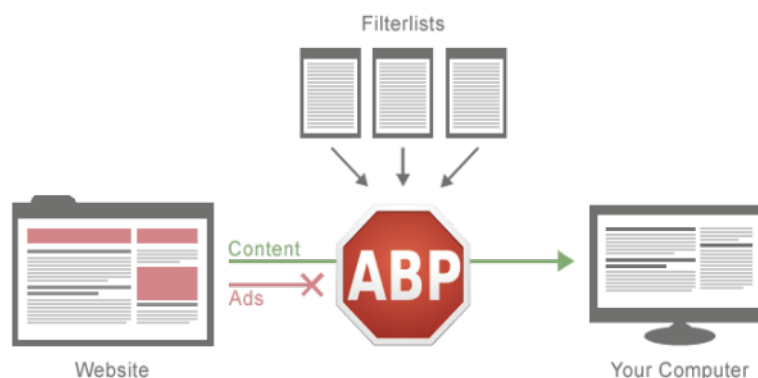 Filterlists
Content
ABP
Ads
Website
Your Computer